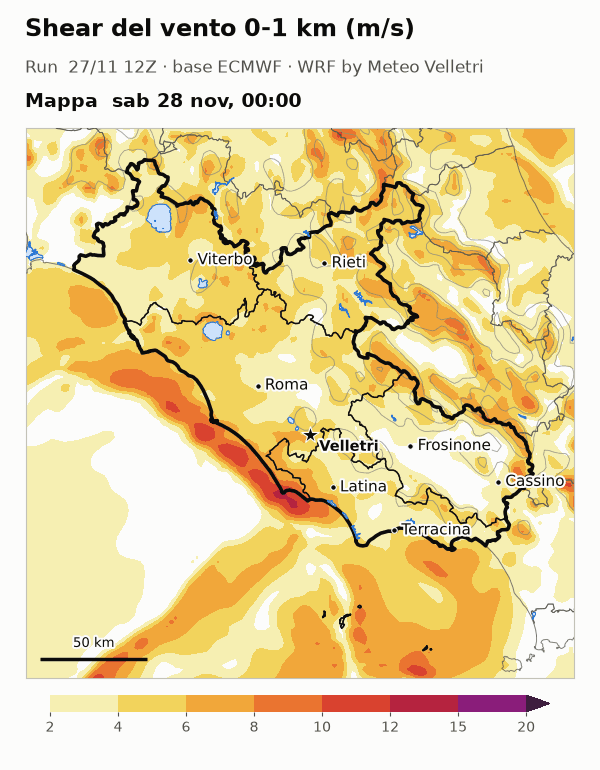 Shear del vento 0-1 km (m/s)
Run  27/11 12Z · base ECMWF · WRF by Meteo Velletri
Mappa  sab 28 nov, 00:00
Viterbo
Rieti
Roma
Velletri
Frosinone
Cassino
Latina
Terracina
50 km
2 4 6 8 10 12 15 20